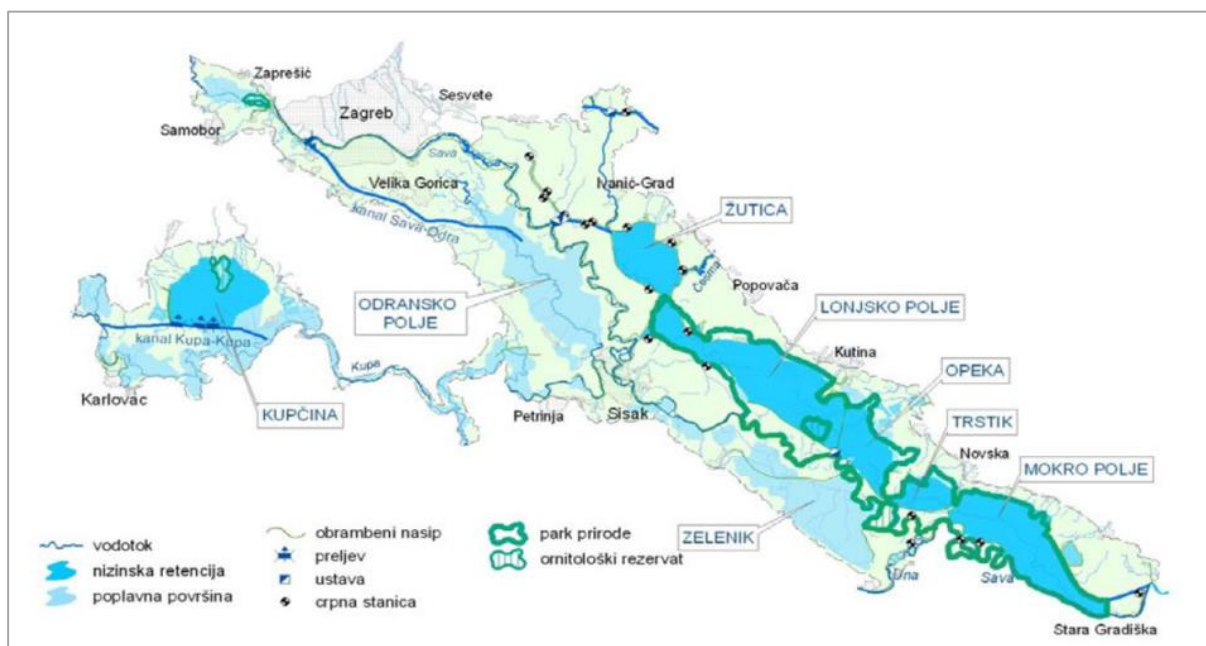 Zaprešić
Sesvete
Zagreb
Samobor
Sava
Velika Gorica
Ivanić-Grad
kanal Sava-Odra
ŽUTICA
Česma
Popovača
ODRANSKO
POLJE
LONJSKO POLJE
kanal Kupa-Kupa
Kutina
OPEKA
Kupa
Karlovac
KUPČINA
Petrinja
Sisak
TRSTIK
Novska
MOKRO POLJE
ZELENIK
Una
Sava
Stara Gradiška
vodotok
nizinska retencija
poplavna površina
obrambeni nasip
preljev
ustava
crpna stanica
park prirode
ornitološki rezervat